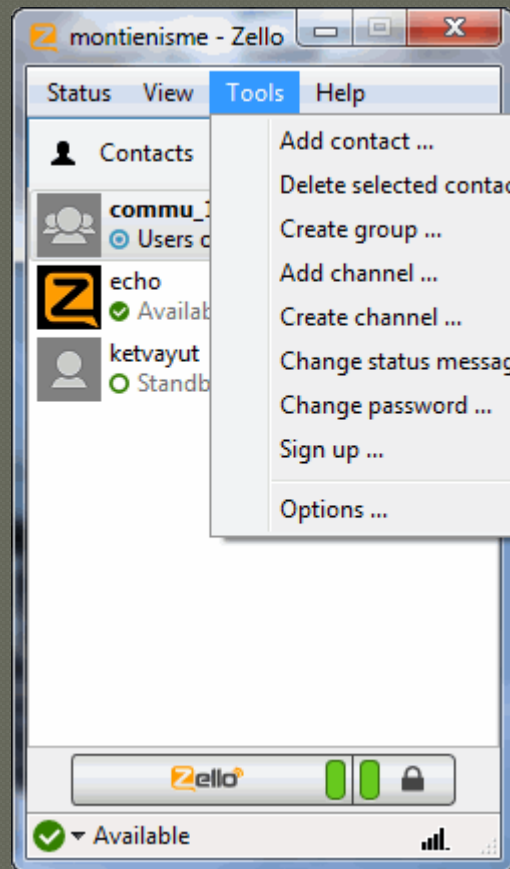 montienisme - Zello
Status View Tools Help
Contacts
Add contact ...
Delete selected contac
Create group ...
Add channel ...
Create channel ...
Change status messag
Change password ...
Sign up ...
Options ...
commu_
Users
echo
Availab
ketvayut
Standb
Zello
Available